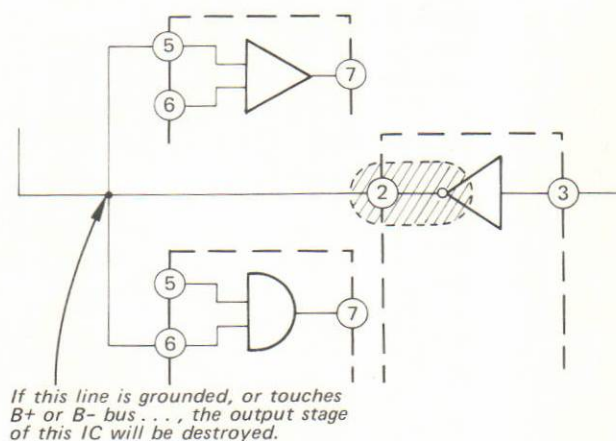 5
7
6
2
3
5
7
6
If this line is grounded, or touches
B+ or B- bus . . . , the output stage
of this IC will be destroyed.